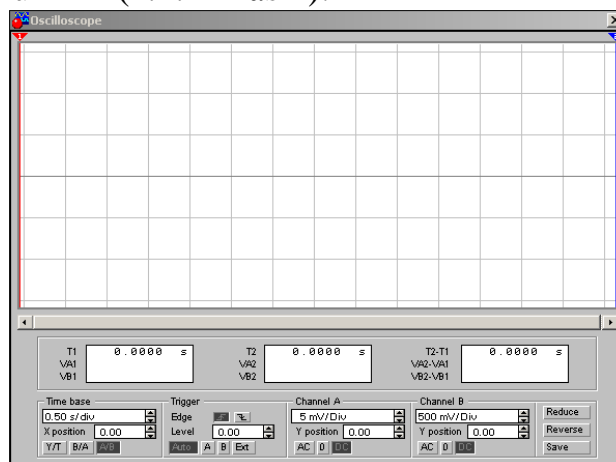 Oscilloscope
1
2
T1 0.0000 s T2 0.0000 s T2-T1 0.0000 s
VA1 VA2 VA2-VA1
VB1 VB2 VB2-VB1
Time base Trigger Channel A Channel B
0.50 s/div Edge 5 mV/Div 500 mV/Div Reduce
X position 0.00 Level 0.00 Y position 0.00 Y position 0.00 Reverse
Y/T B/A A/B Auto A B Ext AC 0 DC AC 0 DC Save